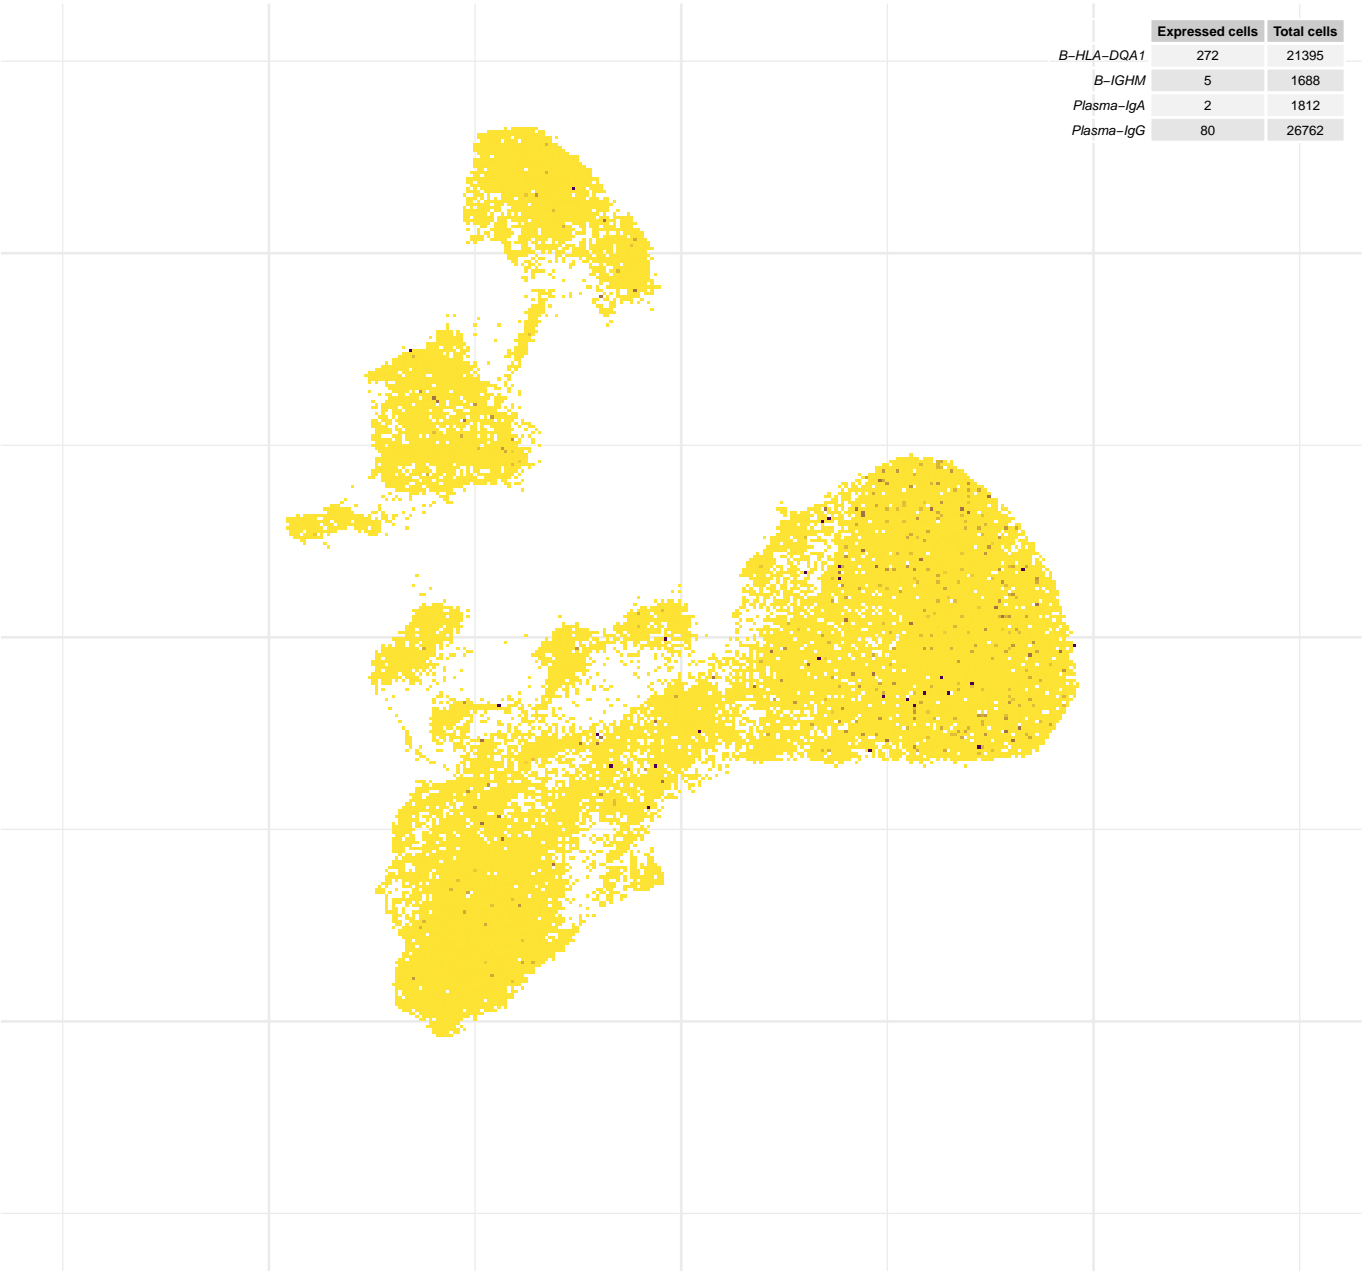 Expressed cells Total cells
B−HLA−DQA1 272 21395
B−IGHM 5 1688
Plasma−IgA 2 1812
Plasma−IgG 80 26762